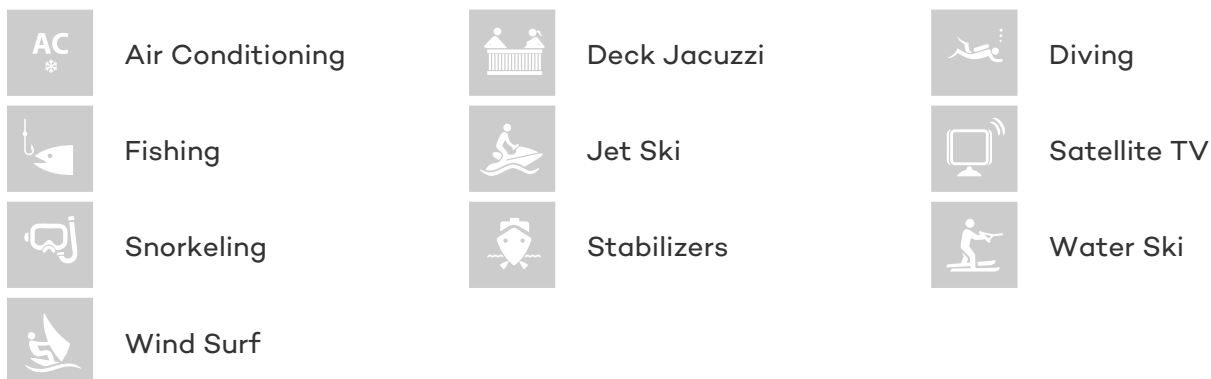 AC
Air Conditioning
Deck Jacuzzi
Diving
Fishing
Jet Ski
Satellite TV
Snorkeling
Stabilizers
Water Ski
Wind Surf